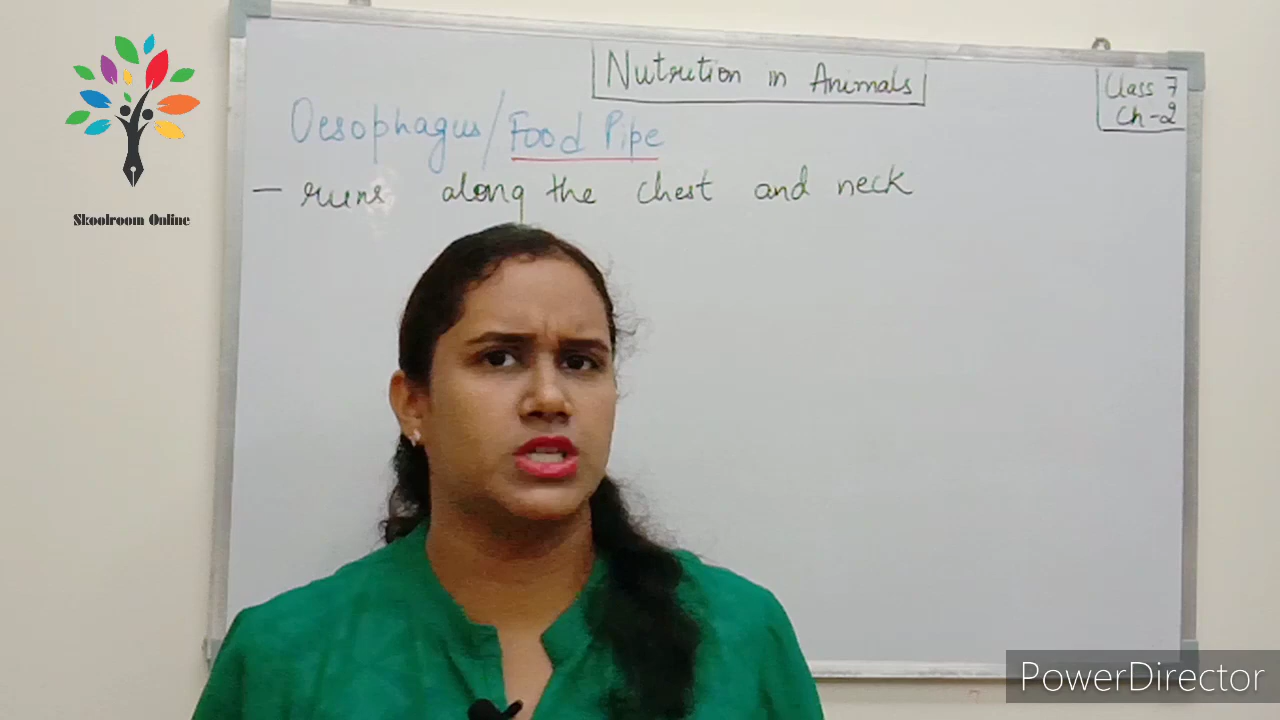 Nutrition in Animals
Class 7
Ch-2
Oesophagus/Food Pipe
- runs along the chest and neck
Skoolroom Online
PowerDirector